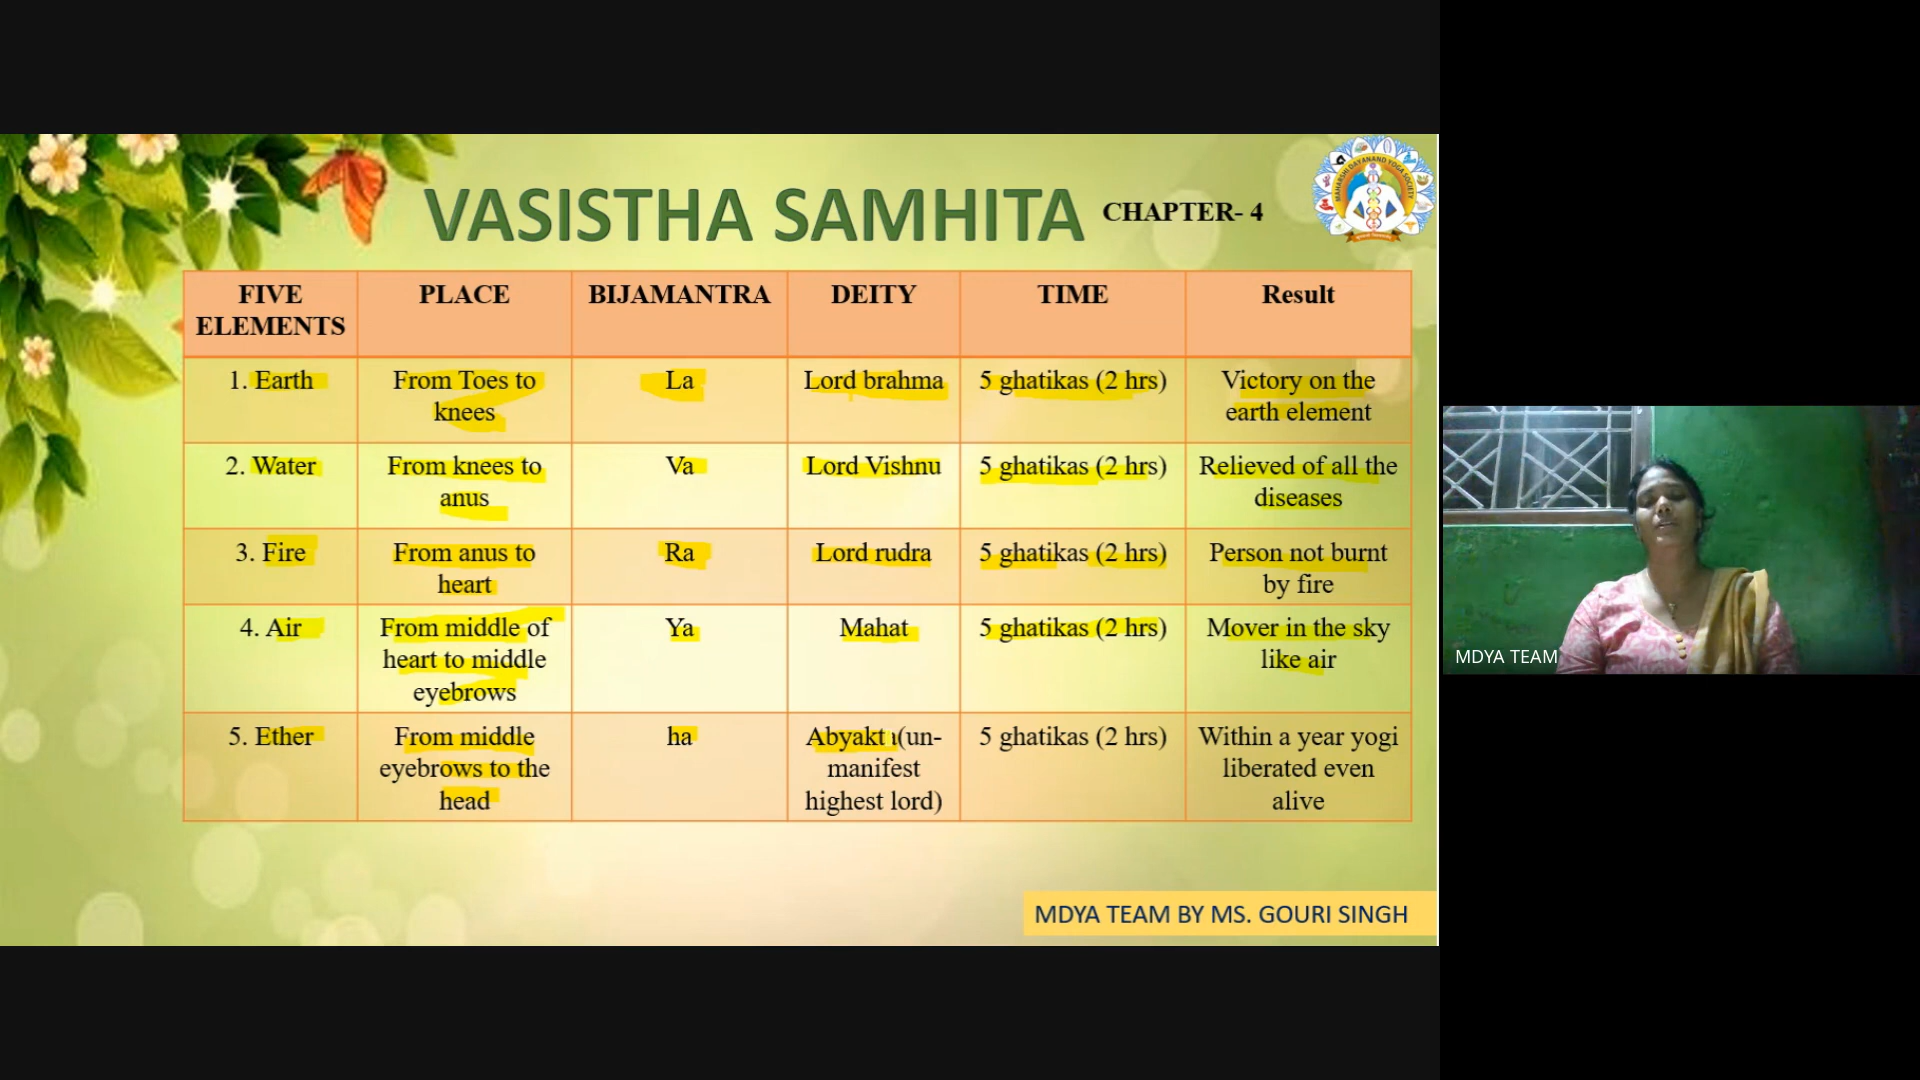 VASISTHA SAMHITA CHAPTER- 4
MAHARSHI DAYANAND YOGA SOCIETY
FIVE ELEMENTS PLACE BIJAMANTRA DEITY TIME Result
1. Earth From Toes to knees La Lord brahma 5 ghatikas (2 hrs) Victory on the earth element
2. Water From knees to anus Va Lord Vishnu 5 ghatikas (2 hrs) Relieved of all the diseases
3. Fire From anus to heart Ra Lord rudra 5 ghatikas (2 hrs) Person not burnt by fire
4. Air From middle of heart to middle eyebrows Ya Mahat 5 ghatikas (2 hrs) Mover in the sky like air
5. Ether From middle eyebrows to the head ha Abyakta(un-manifest highest lord) 5 ghatikas (2 hrs) Within a year yogi liberated even alive
MDYA TEAM BY MS. GOURI SINGH
MDYA TEAM